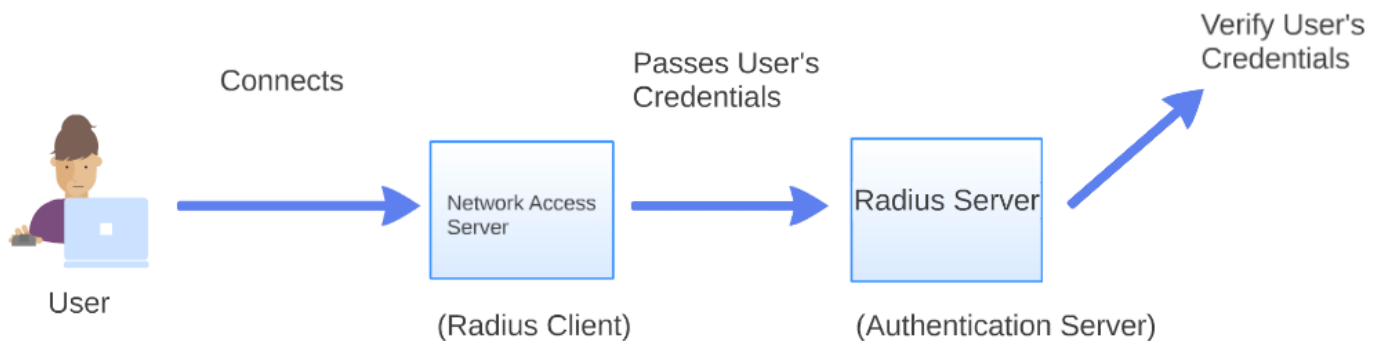 Verify User's
Credentials
Passes User's
Credentials
Connects
Network Access
Server
Radius Server
User
(Radius Client)
(Authentication Server)